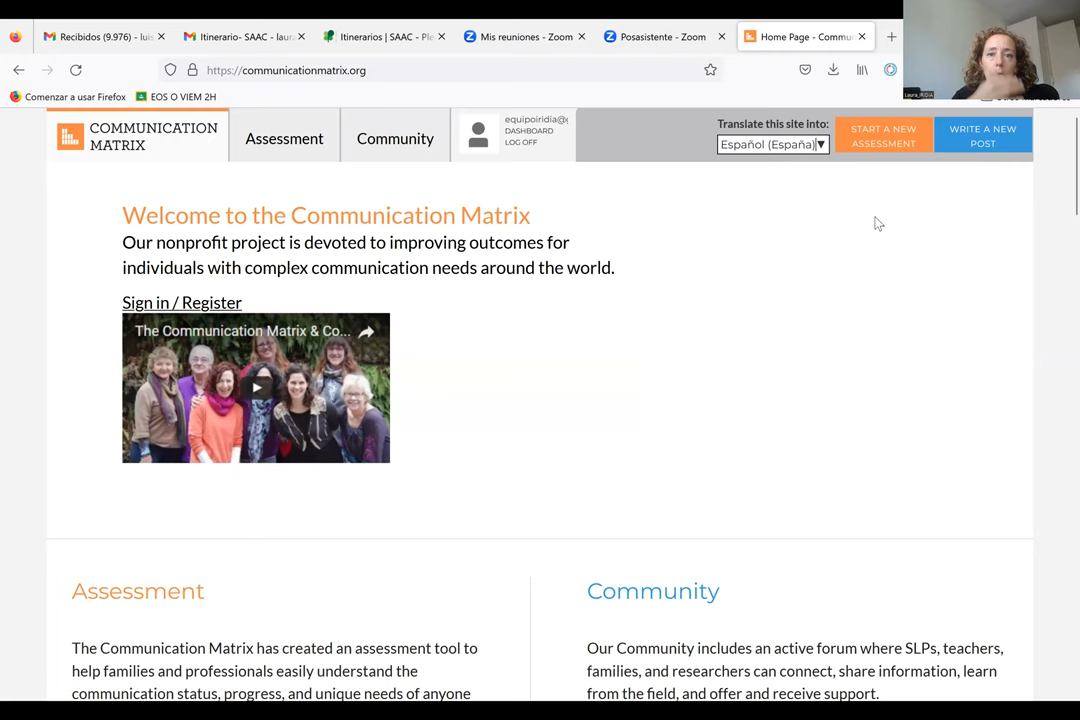 Recibidos (9.976) - luis
Itinerario- SAAC - laura
Itinerarios | SAAC - Ple
Mis reuniones - Zoom
Posasistente - Zoom
Home Page - Commu
https://communicationmatrix.org
Comenzar a usar Firefox
EOS O VIEM 2H
Laura_IRIDIA
COMMUNICATION
MATRIX
Assessment
Community
equipoiridia@g
DASHBOARD
LOG OFF
Translate this site into:
Español (España)
START A NEW
ASSESSMENT
WRITE A NEW
POST
Welcome to the Communication Matrix
Our nonprofit project is devoted to improving outcomes for
individuals with complex communication needs around the world.
Sign in / Register
The Communication Matrix & Co...
Assessment
The Communication Matrix has created an assessment tool to
help families and professionals easily understand the
communication status, progress, and unique needs of anyone
Community
Our Community includes an active forum where SLPs, teachers,
families, and researchers can connect, share information, learn
from the field, and offer and receive support.